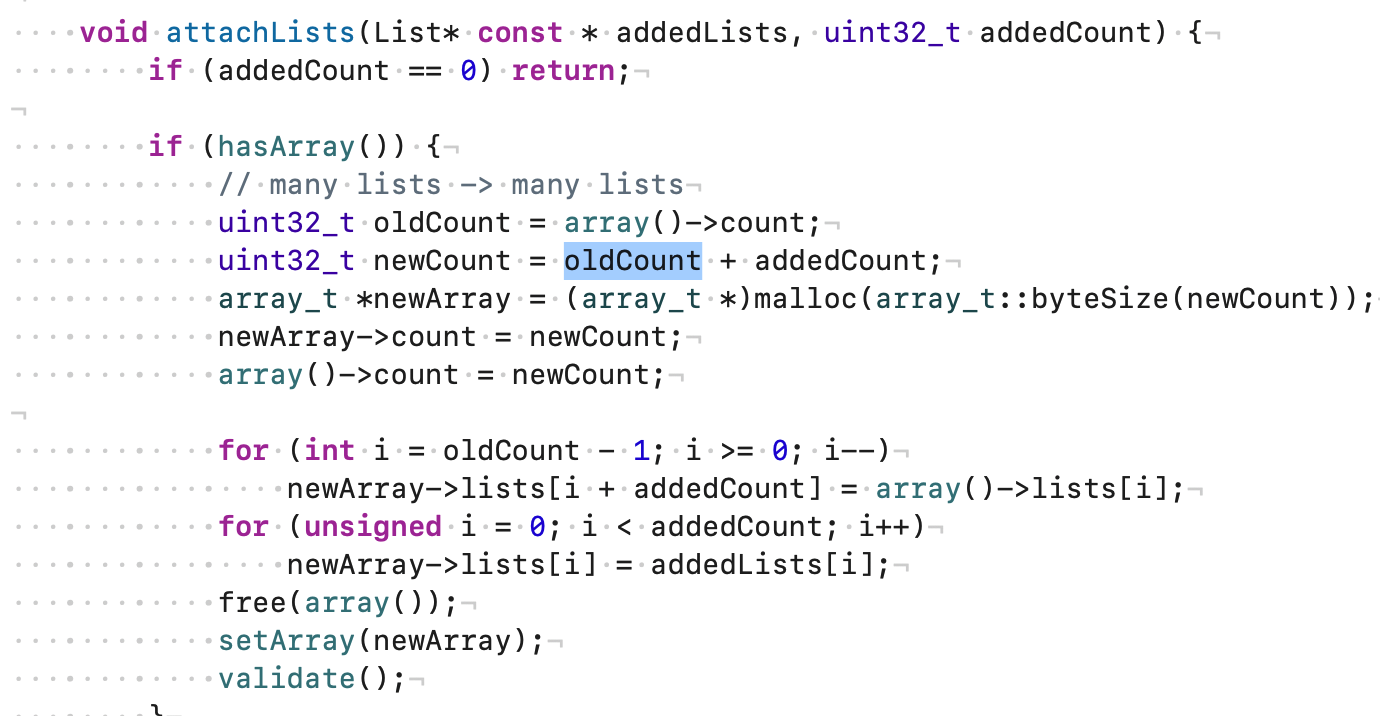 void attachLists(List* const * addedLists, uint32_t addedCount) {
if (addedCount == 0) return;
if (hasArray()) {
// many lists -> many lists
uint32_t oldCount = array()->count;
uint32_t newCount = oldCount + addedCount;
array_t *newArray = (array_t *)malloc(array_t::byteSize(newCount));
newArray->count = newCount;
array()->count = newCount;
for (int i = oldCount - 1; i >= 0; i--)
newArray->lists[i + addedCount] = array()->lists[i];
for (unsigned i = 0; i < addedCount; i++)
newArray->lists[i] = addedLists[i];
free(array());
setArray(newArray);
validate();
}